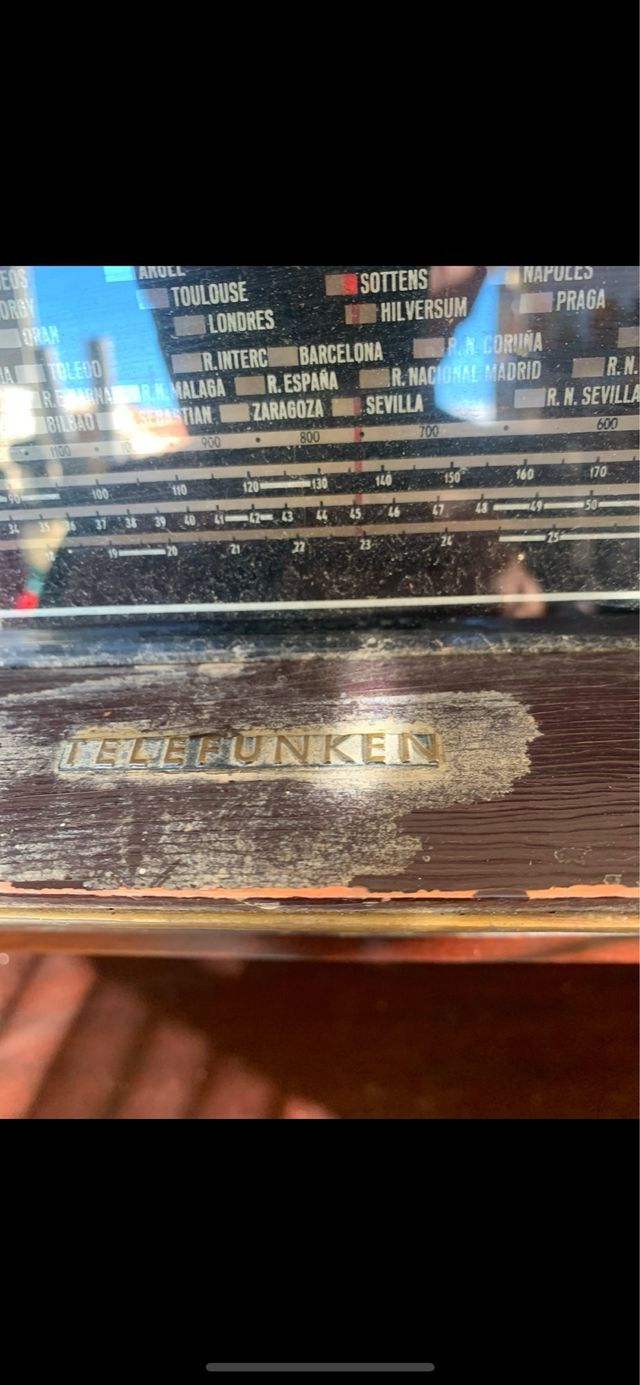 ARGEL SOTTENS NAPOLES
TOULOUSE HILVERSUM PRAGA
LONDRES
ORAN
R.INTERC BARCELONA R. N. CORUÑA
TOLEDO
R.N. MALAGA R.ESPAÑA R. NACIONAL MADRID R. N.
BILBAO SEBASTIAN ZARAGOZA SEVILLA R. N. SEVILLA
1100 900 800 700 600
90 100 110 120 130 140 150 160 170
34 35 36 37 38 39 40 41 42 43 44 45 46 47 48 49 50
19 20 21 22 23 24 25
TELEFUNKEN